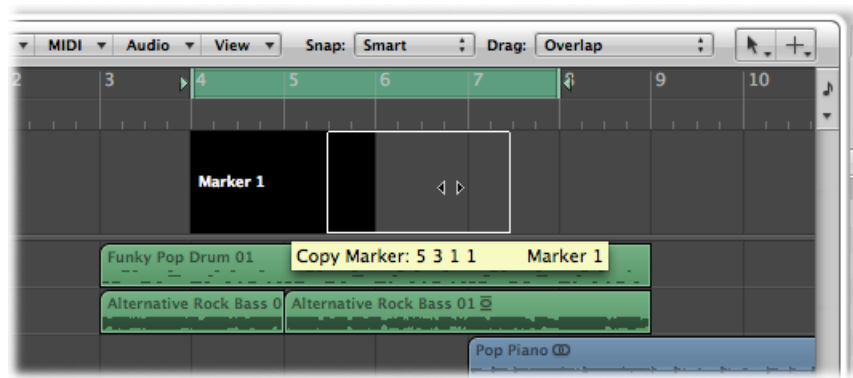 MIDI Audio View Snap: Smart Drag: Overlap
2 3 4 5 6 7 8 9 10
Marker 1
Copy Marker: 5 3 1 1 Marker 1
Funky Pop Drum 01
Alternative Rock Bass 0 Alternative Rock Bass 01
Pop Piano